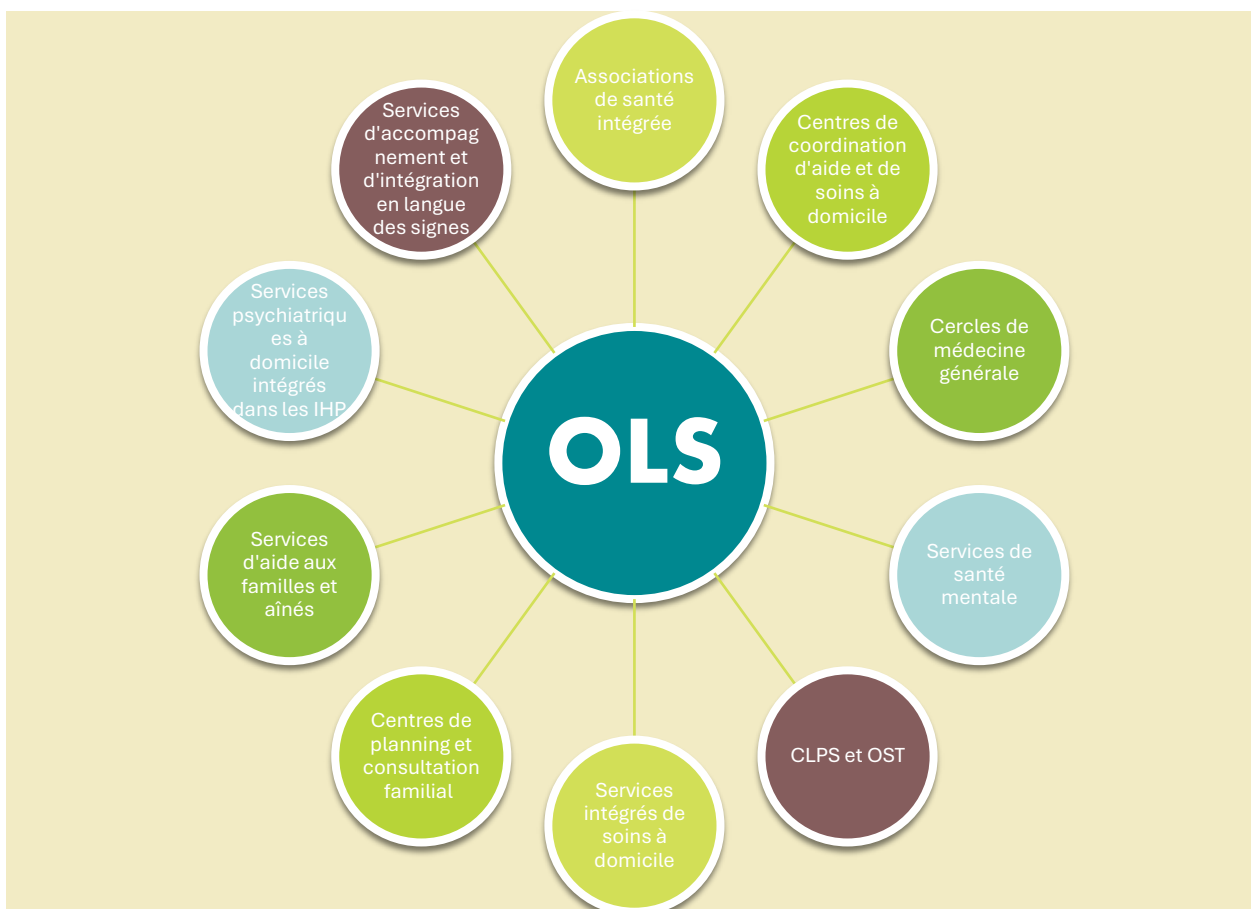 Associations
de santé
intégrée
Centres de
coordination
d'aide et de
soins à
domicile
Cercles de
médecine
générale
Services de
santé
mentale
CLPS et OST
Services
intégrés de
soins à
domicile
Centres de
planning et
consultation
familial
Services
d'aide aux
familles et
aînés
Services
psychiatriqu
es à
domicile
intégrés
dans les IHP
Services
d'accompag
nement et
d'intégration
en langue
des signes
OLS